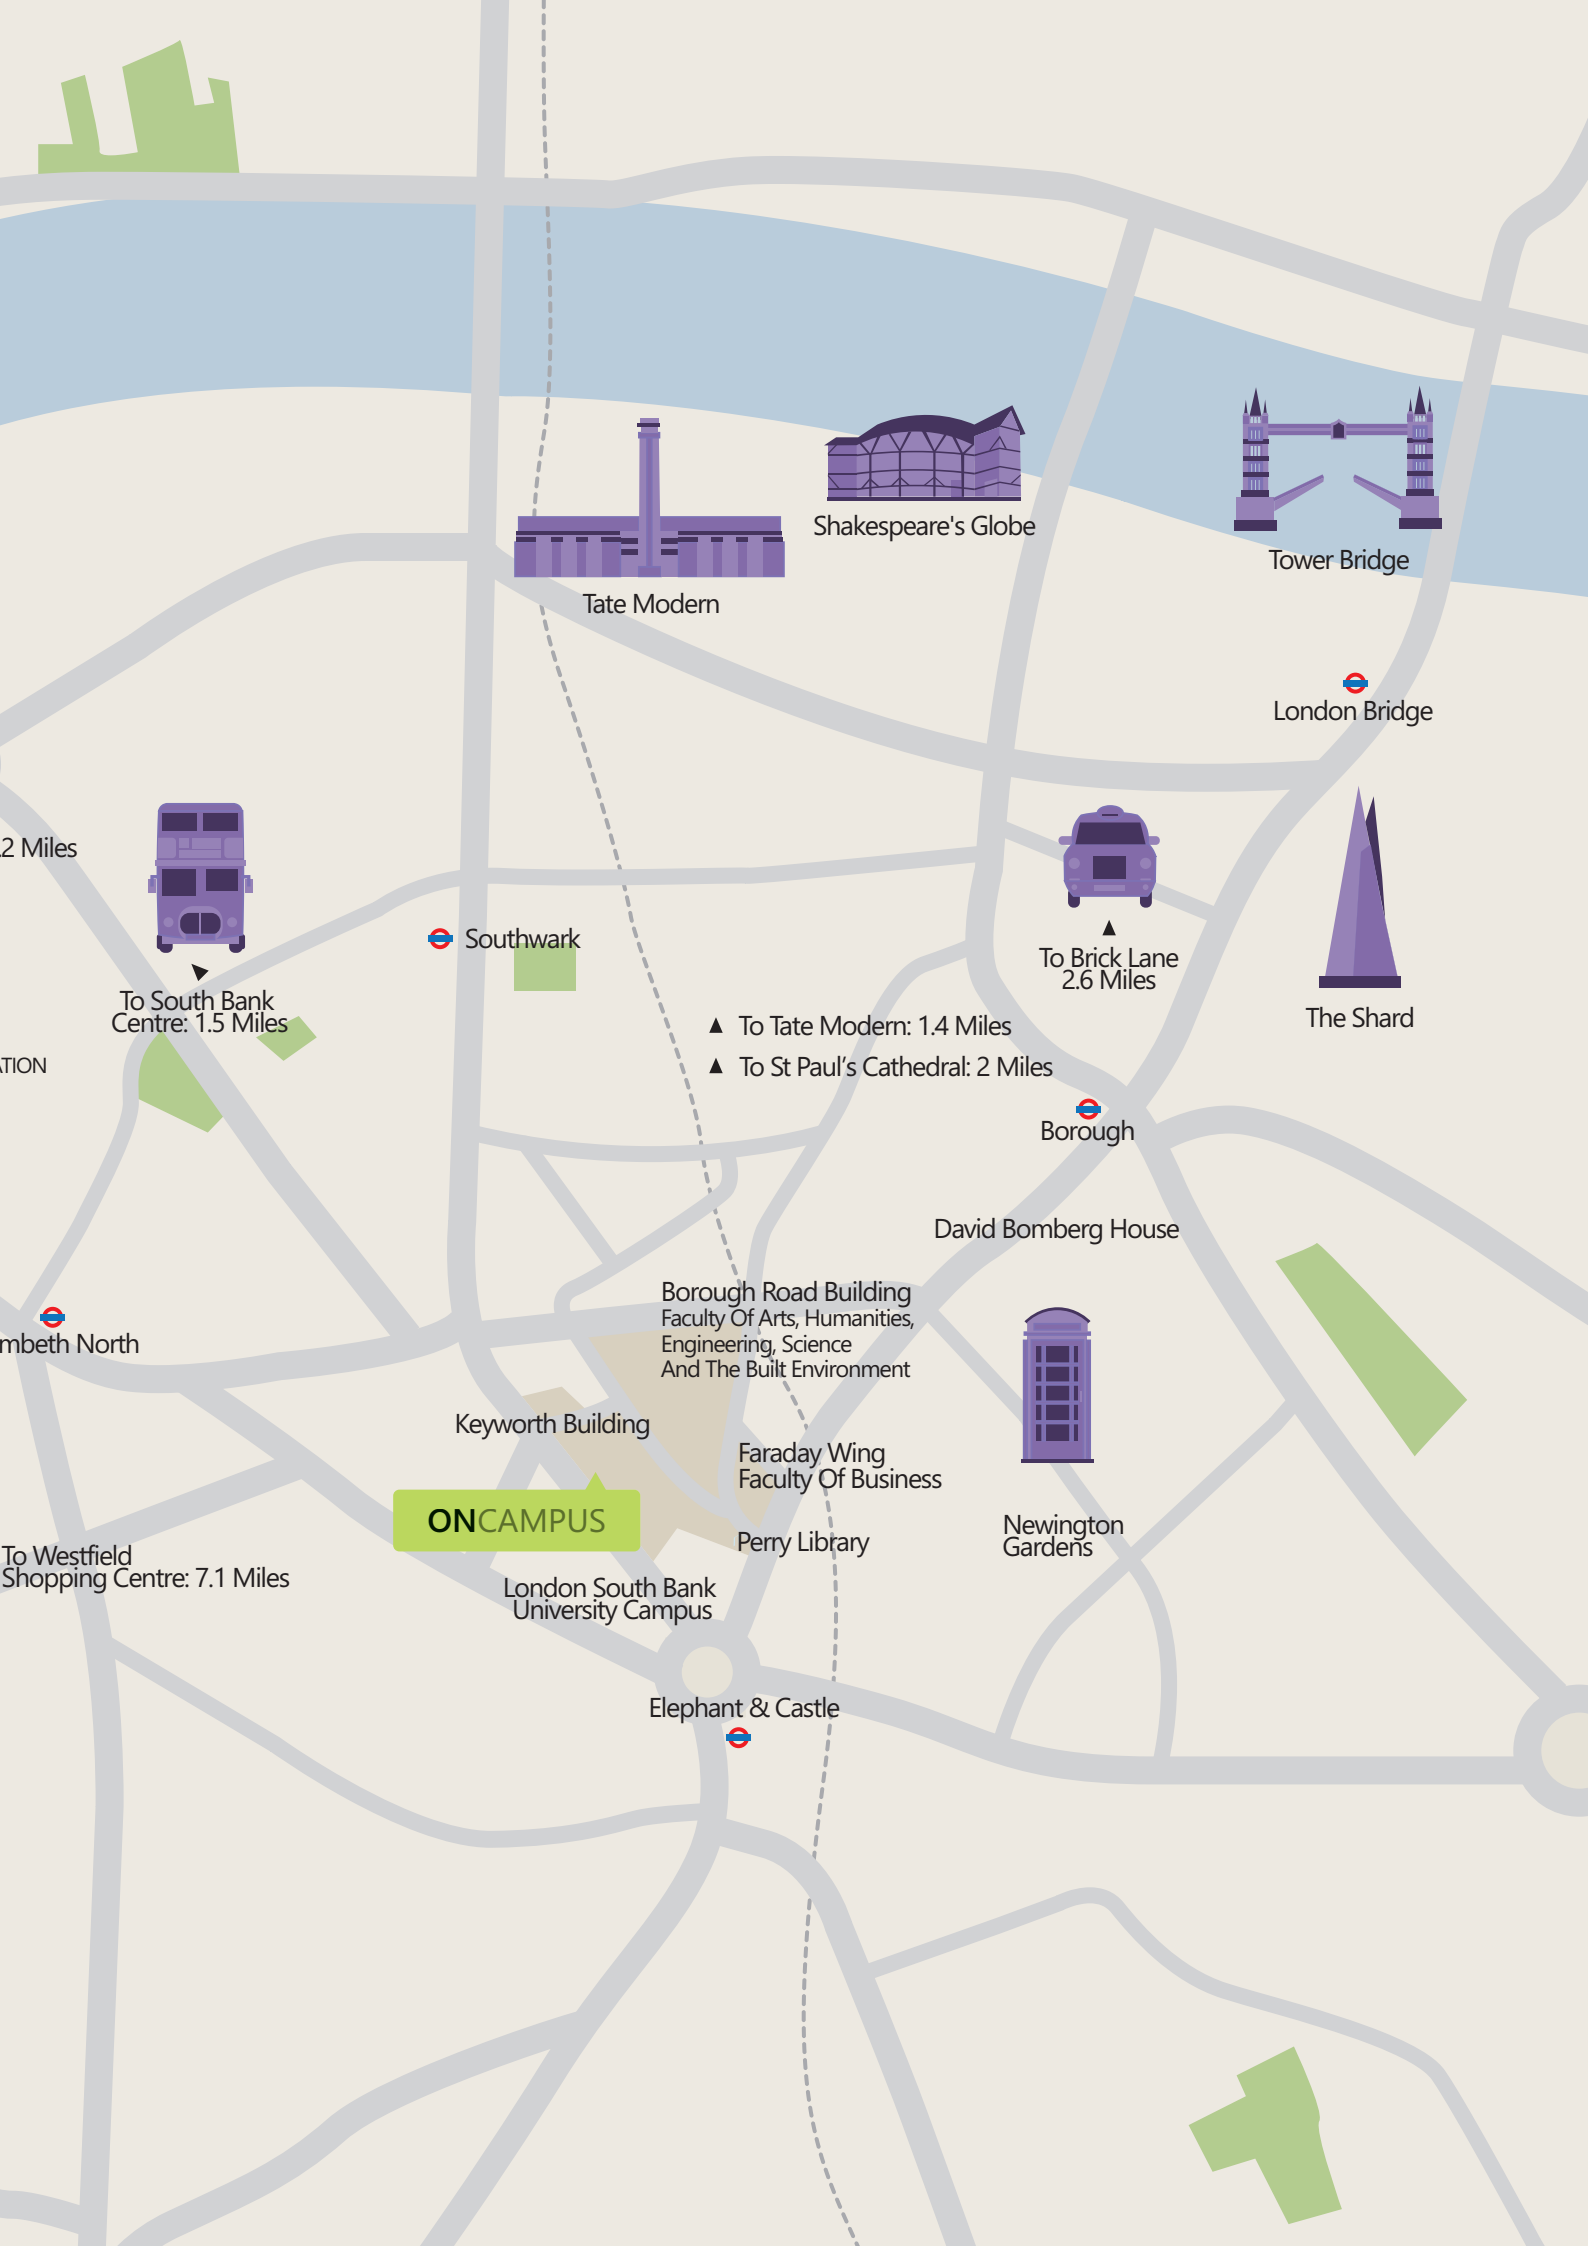 Shakespeare's Globe
Tower Bridge
Tate Modern
London Bridge
.2 Miles
Southwark
To Brick Lane
2.6 Miles
To South Bank
Centre: 1.5 Miles
The Shard
To Tate Modern: 1.4 Miles
To St Paul’s Cathedral: 2 Miles
ATION
Borough
David Bomberg House
Borough Road Building
Faculty Of Arts, Humanities,
Engineering, Science
And The Built Environment
mbeth North
Keyworth Building
Faraday Wing
Faculty Of Business
ONCAMPUS
Newington
Gardens
Perry Library
To Westfield
Shopping Centre: 7.1 Miles
London South Bank
University Campus
Elephant & Castle